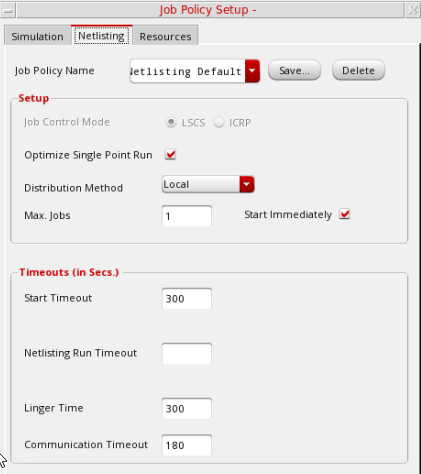 Job Policy Setup -
Simulation Netlisting Resources
Job Policy Name Netlisting Default Save... Delete
Setup
Job Control Mode LSCS ICRP
Optimize Single Point Run
Distribution Method Local
Max. Jobs 1 Start Immediately
Timeouts (in Secs.)
Start Timeout 300
Netlisting Run Timeout
Linger Time 300
Communication Timeout 180